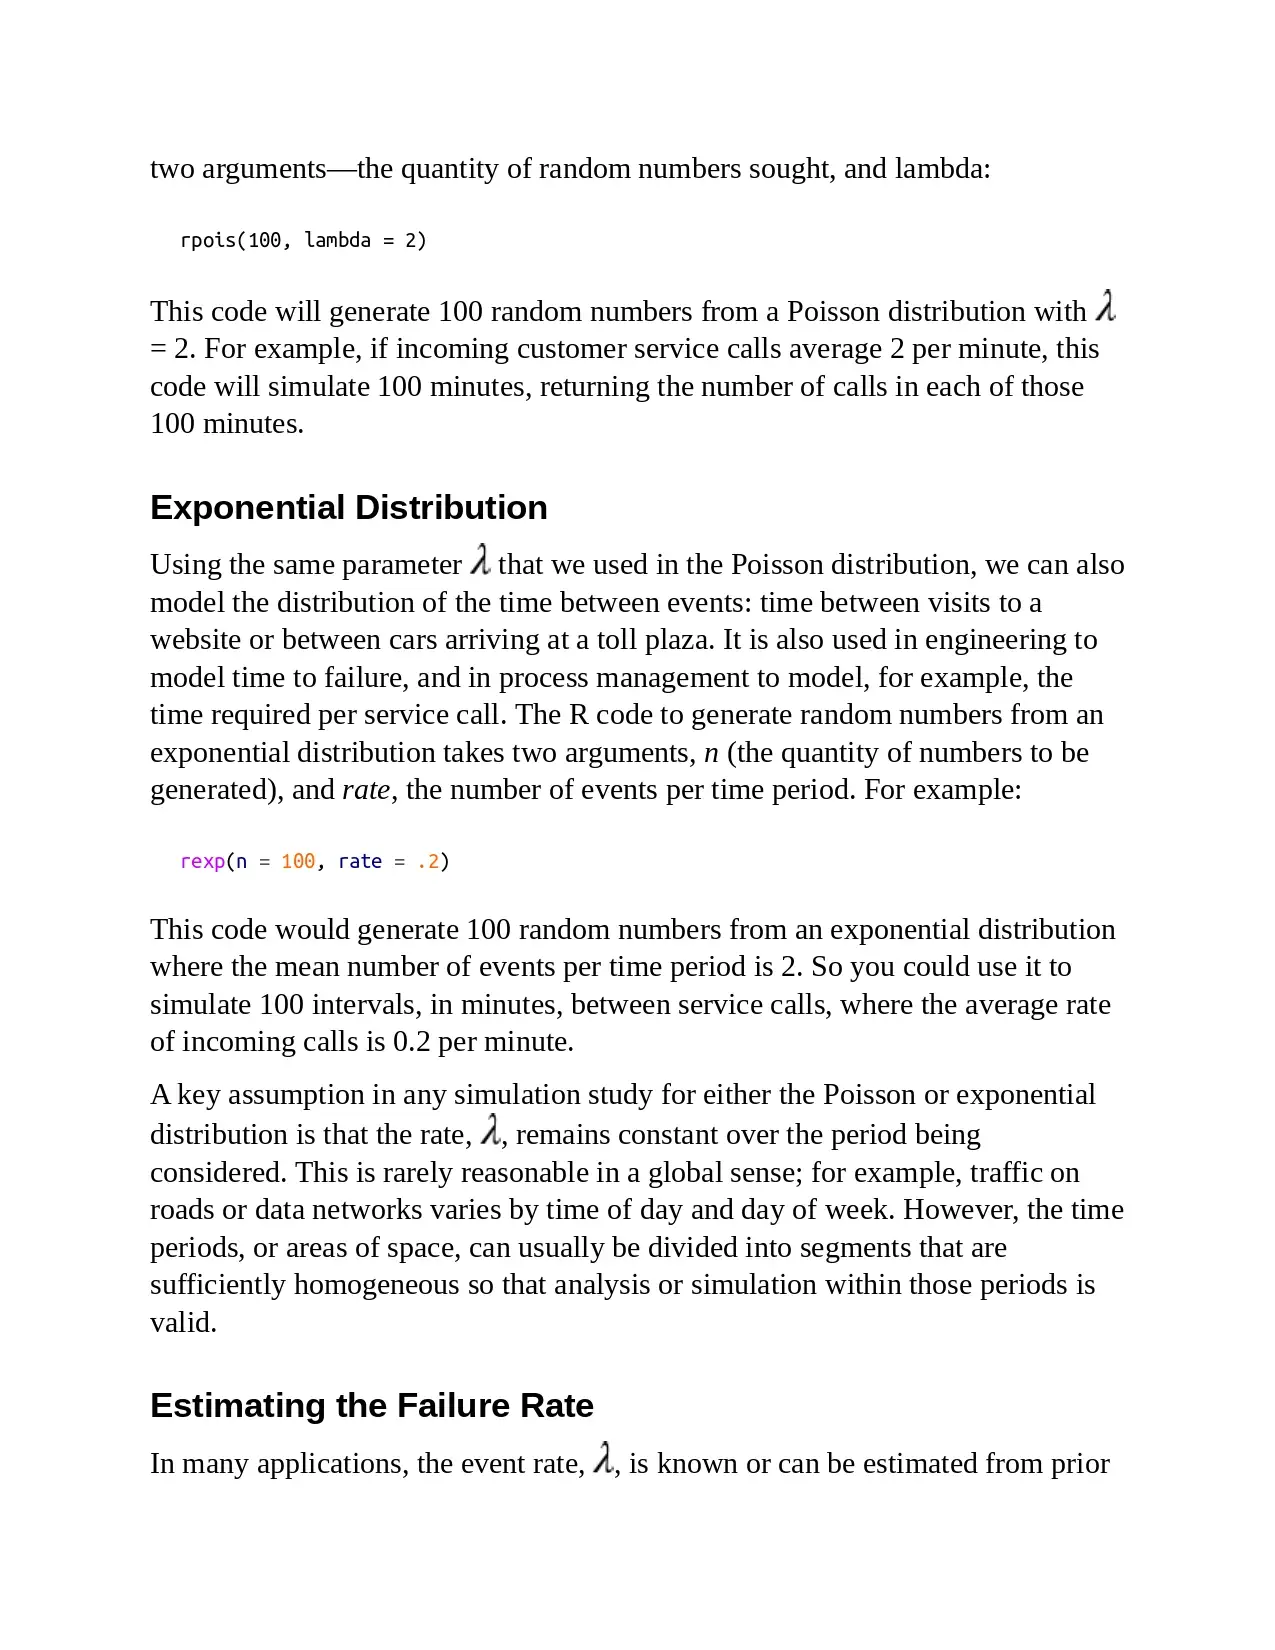 two arguments—the quantity of random numbers sought, and lambda:
rpois(100, lambda = 2)
This code will generate 100 random numbers from a Poisson distribution with λ
= 2. For example, if incoming customer service calls average 2 per minute, this
code will simulate 100 minutes, returning the number of calls in each of those
100 minutes.
Exponential Distribution
Using the same parameter λ that we used in the Poisson distribution, we can also
model the distribution of the time between events: time between visits to a
website or between cars arriving at a toll plaza. It is also used in engineering to
model time to failure, and in process management to model, for example, the
time required per service call. The R code to generate random numbers from an
exponential distribution takes two arguments, n (the quantity of numbers to be
generated), and rate, the number of events per time period. For example:
rexp(n = 100, rate = .2)
This code would generate 100 random numbers from an exponential distribution
where the mean number of events per time period is 2. So you could use it to
simulate 100 intervals, in minutes, between service calls, where the average rate
of incoming calls is 0.2 per minute.
A key assumption in any simulation study for either the Poisson or exponential
distribution is that the rate, λ, remains constant over the period being
considered. This is rarely reasonable in a global sense; for example, traffic on
roads or data networks varies by time of day and day of week. However, the time
periods, or areas of space, can usually be divided into segments that are
sufficiently homogeneous so that analysis or simulation within those periods is
valid.
Estimating the Failure Rate
In many applications, the event rate, λ, is known or can be estimated from prior